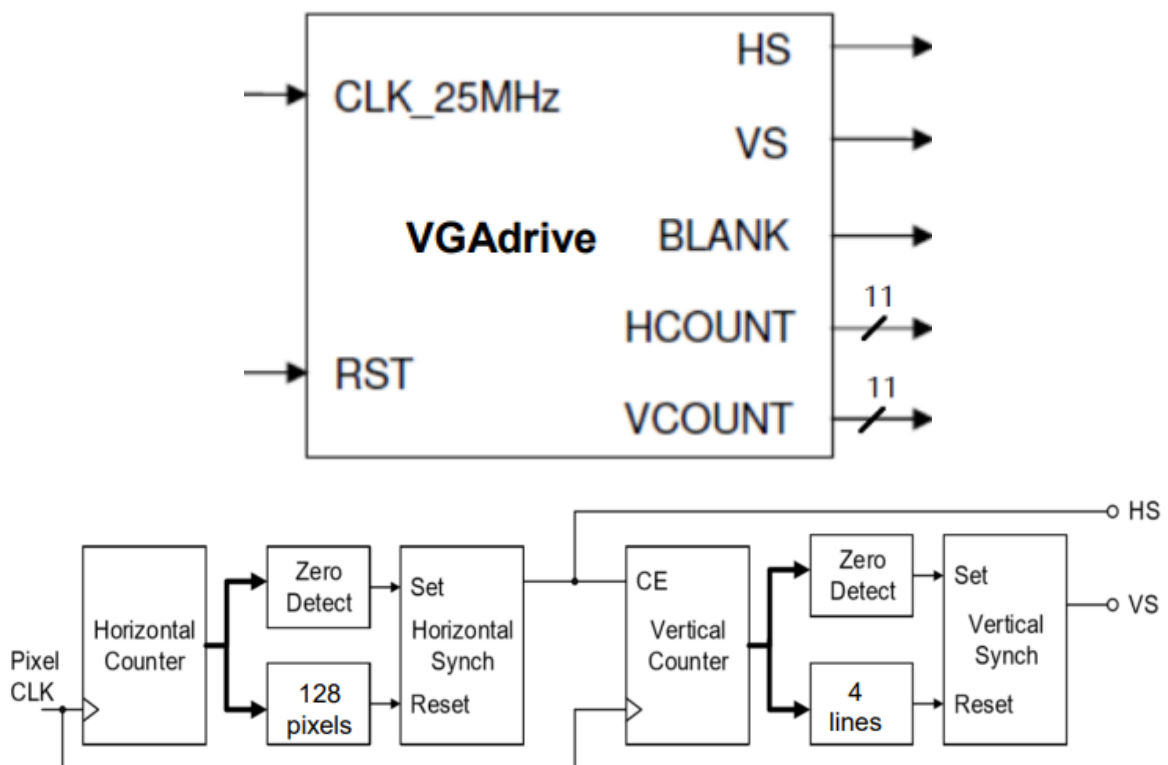 HS
CLK_25MHz
VS
VGAdrive
BLANK
11
HCOUNT
RST
11
VCOUNT
HS
Zero
Detect
Set
CE
Zero
Detect
Set
VS
Horizontal
Counter
Horizontal
Synch
Vertical
Counter
Vertical
Synch
Pixel
CLK
128
pixels
Reset
4
lines
Reset